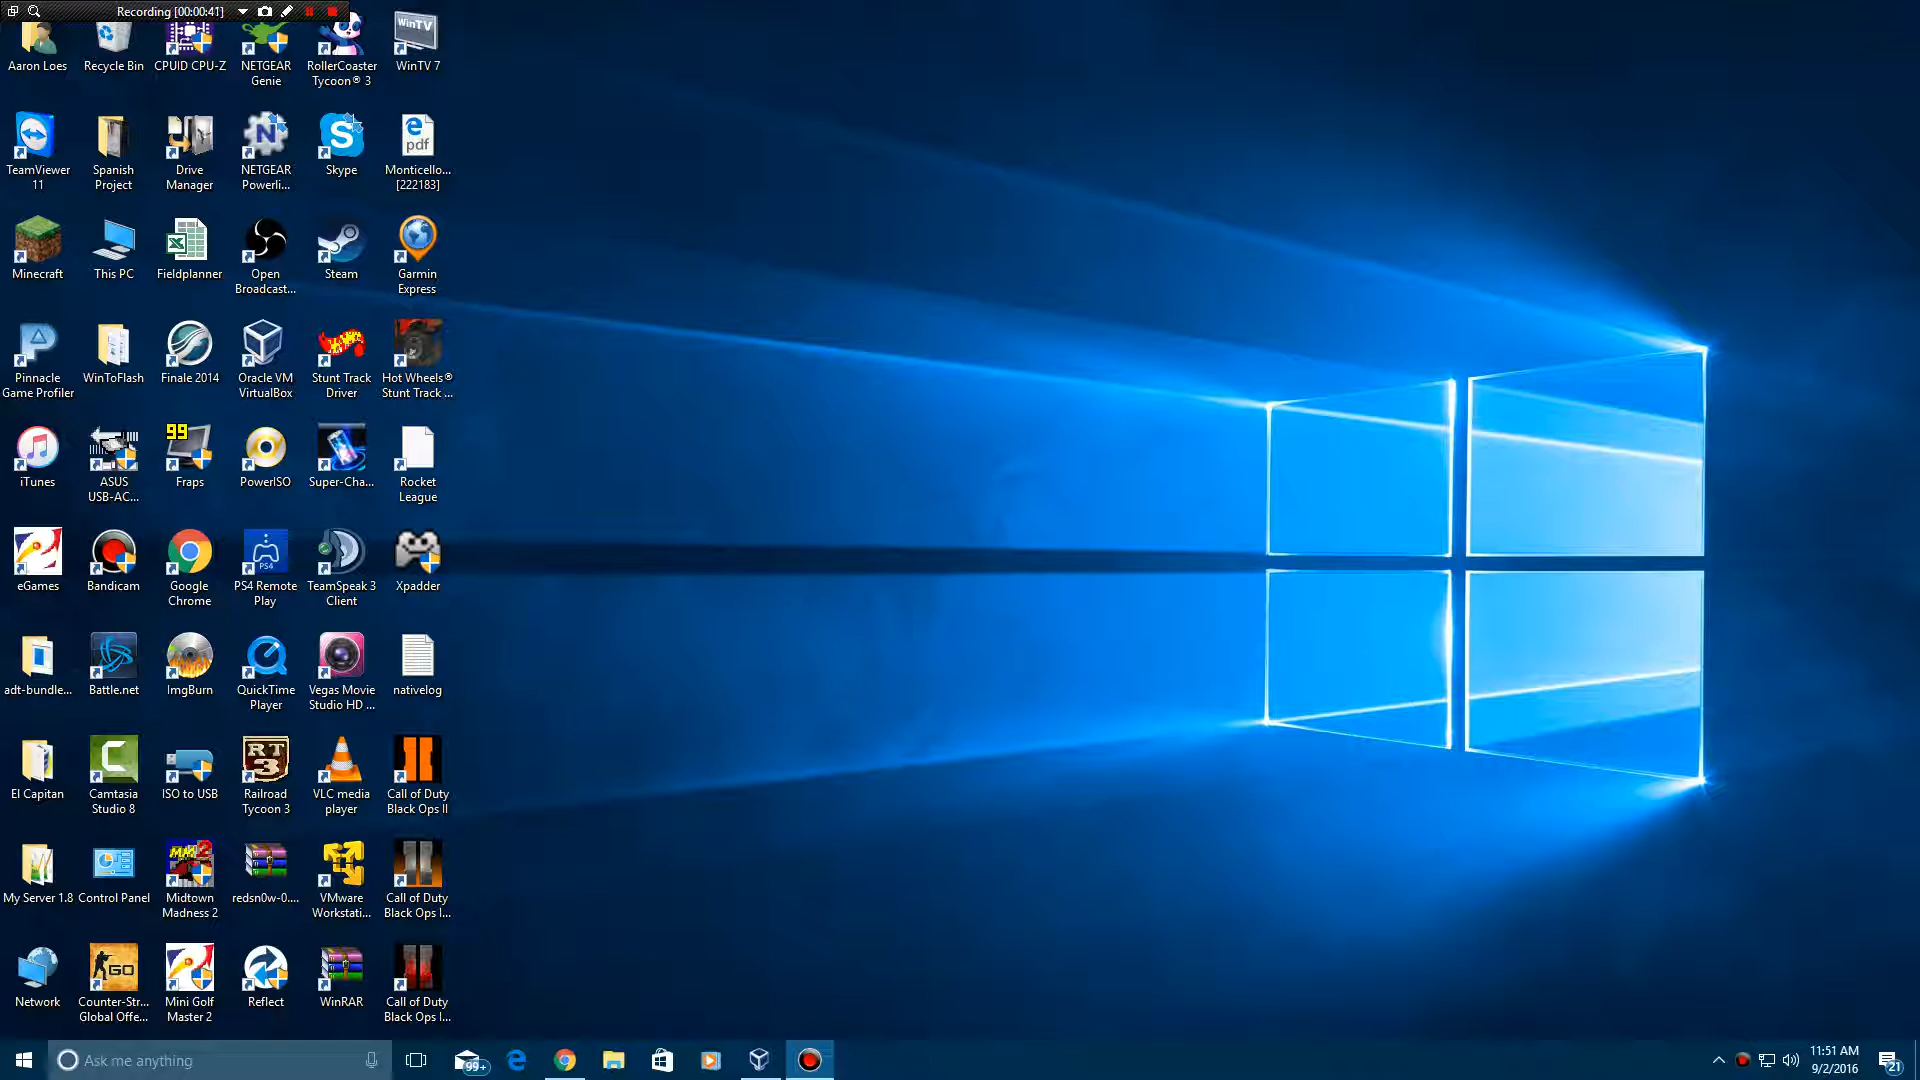 Recording [00:00:41]
Aaron Loes
Recycle Bin
CPUID CPU-Z
NETGEAR
Genie
RollerCoaster
Tycoon® 3
WinTV
WinTV 7
TeamViewer
11
Spanish
Project
Drive
Manager
N
NETGEAR
Powerli...
S
Skype
pdf
Monticello...
[222183]
Minecraft
This PC
Fieldplanner
Open
Broadcast...
Steam
Garmin
Express
Pinnacle
Game Profiler
WinToFlash
Finale 2014
Oracle VM
VirtualBox
Stunt Track
Driver
Hot Wheels®
Stunt Track ...
iTunes
ASUS
USB-AC...
99
Fraps
PowerISO
Super-Cha...
Rocket
League
eGames
Bandicam
Google
Chrome
PS4
PS4 Remote
Play
TeamSpeak 3
Client
Xpadder
adt-bundle...
Battle.net
ImgBurn
QuickTime
Player
Vegas Movie
Studio HD ...
nativelog
El Capitan
Camtasia
Studio 8
ISO to USB
RT
3
Railroad
Tycoon 3
VLC media
player
Call of Duty
Black Ops II
My Server 1.8
Control Panel
MM2
Midtown
Madness 2
redsn0w-0....
VMware
Workstati...
Call of Duty
Black Ops I...
Network
GO
Counter-Str...
Global Offe...
Mini Golf
Master 2
Reflect
WinRAR
Call of Duty
Black Ops I...
Ask me anything
99+
11:51 AM
9/2/2016
21